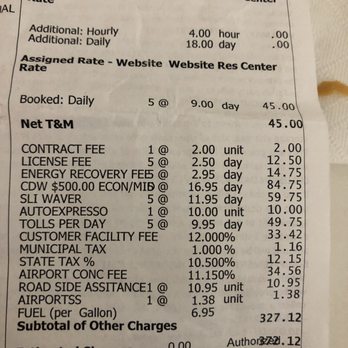 Rate Center
Additional: Hourly 4.00 hour .00
Additional: Daily 18.00 day .00
Assigned Rate - Website Website Res Center
Rate
Booked: Daily 5 @ 9.00 day 45.00
Net T&M 45.00
CONTRACT FEE 1 @ 2.00 unit 2.00
LICENSE FEE 5 @ 2.50 day 12.50
ENERGY RECOVERY FEE 5 @ 2.95 day 14.75
CDW $500.00 ECON/MID 5 @ 16.95 day 84.75
SLI WAVER 5 @ 11.95 day 59.75
AUTOEXPRESSO 1 @ 10.00 unit 10.00
TOLLS PER DAY 5 @ 9.95 day 49.75
CUSTOMER FACILITY FEE 12.000% 33.42
MUNICIPAL TAX 1.000 % 1.16
STATE TAX % 10.500% 12.15
AIRPORT CONC FEE 11.150% 34.56
ROAD SIDE ASSITANCE 1 @ 10.95 unit 10.95
AIRPORTSS 1 @ 1.38 unit 1.38
FUEL (per Gallon) 6.95
Subtotal of Other Charges 327.12
0.00 Authorized 372.12